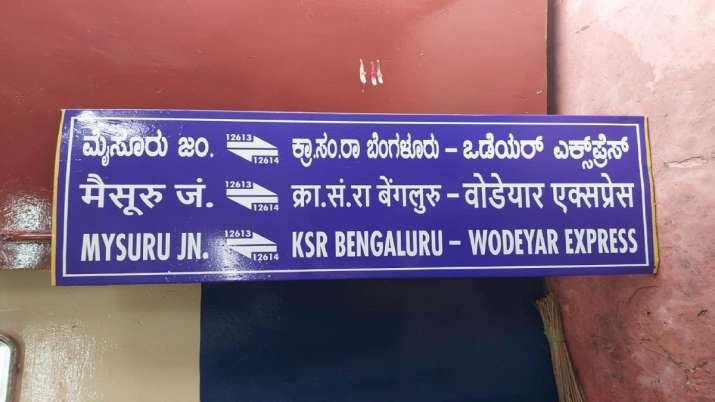 ಮೈಸೂರು ಜಂ. 12613 12614 ಕ್ರಾ.ಸಂ.ರಾ ಬೆಂಗಳೂರು – ಒಡೆಯರ್ ಎಕ್ಸ್‌ಪ್ರೆಸ್
मैसूरु जं. 12613 12614 क्रा.सं.रा बेंगलुरु – वोडेयार एक्सप्रेस
MYSURU JN. 12613 12614 KSR BENGALURU – WODEYAR EXPRESS